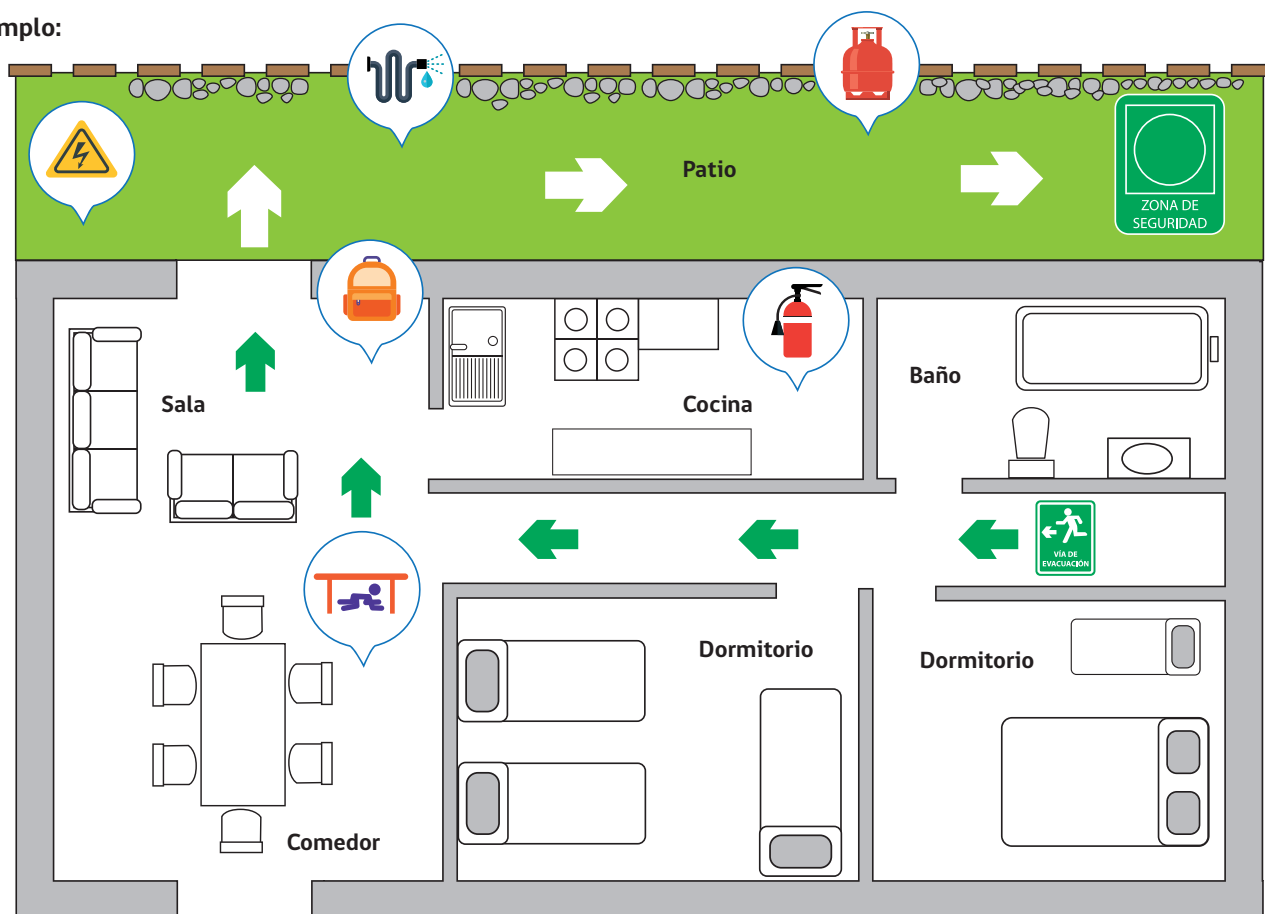 mplo:
Patio
ZONA DE
SEGURIDAD
Sala
Cocina
Baño
VÍA DE
EVACUACIÓN
Dormitorio
Dormitorio
Comedor